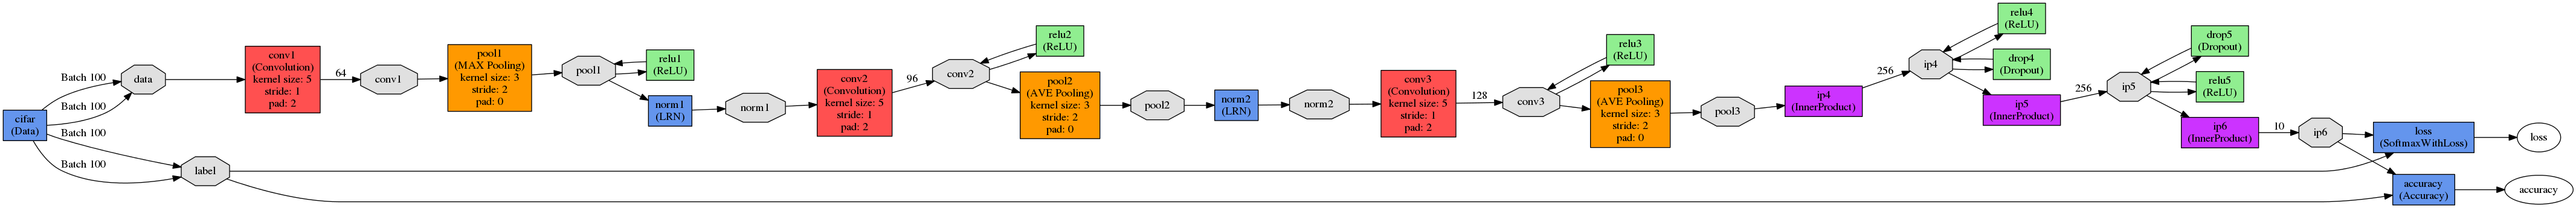 cifar
(Data)
Batch 100
Batch 100
Batch 100
Batch 100
data
label
conv1
(Convolution)
kernel size: 5
stride: 1
pad: 2
64
conv1
pool1
(MAX Pooling)
kernel size: 3
stride: 2
pad: 0
pool1
relu1
(ReLU)
norm1
(LRN)
norm1
conv2
(Convolution)
kernel size: 5
stride: 1
pad: 2
96
conv2
relu2
(ReLU)
pool2
(AVE Pooling)
kernel size: 3
stride: 2
pad: 0
pool2
norm2
(LRN)
norm2
conv3
(Convolution)
kernel size: 5
stride: 1
pad: 2
128
conv3
relu3
(ReLU)
pool3
(AVE Pooling)
kernel size: 3
stride: 2
pad: 0
pool3
ip4
(InnerProduct)
256
ip4
relu4
(ReLU)
drop4
(Dropout)
ip5
(InnerProduct)
256
ip5
drop5
(Dropout)
relu5
(ReLU)
ip6
(InnerProduct)
10
ip6
loss
(SoftmaxWithLoss)
loss
accuracy
(Accuracy)
accuracy